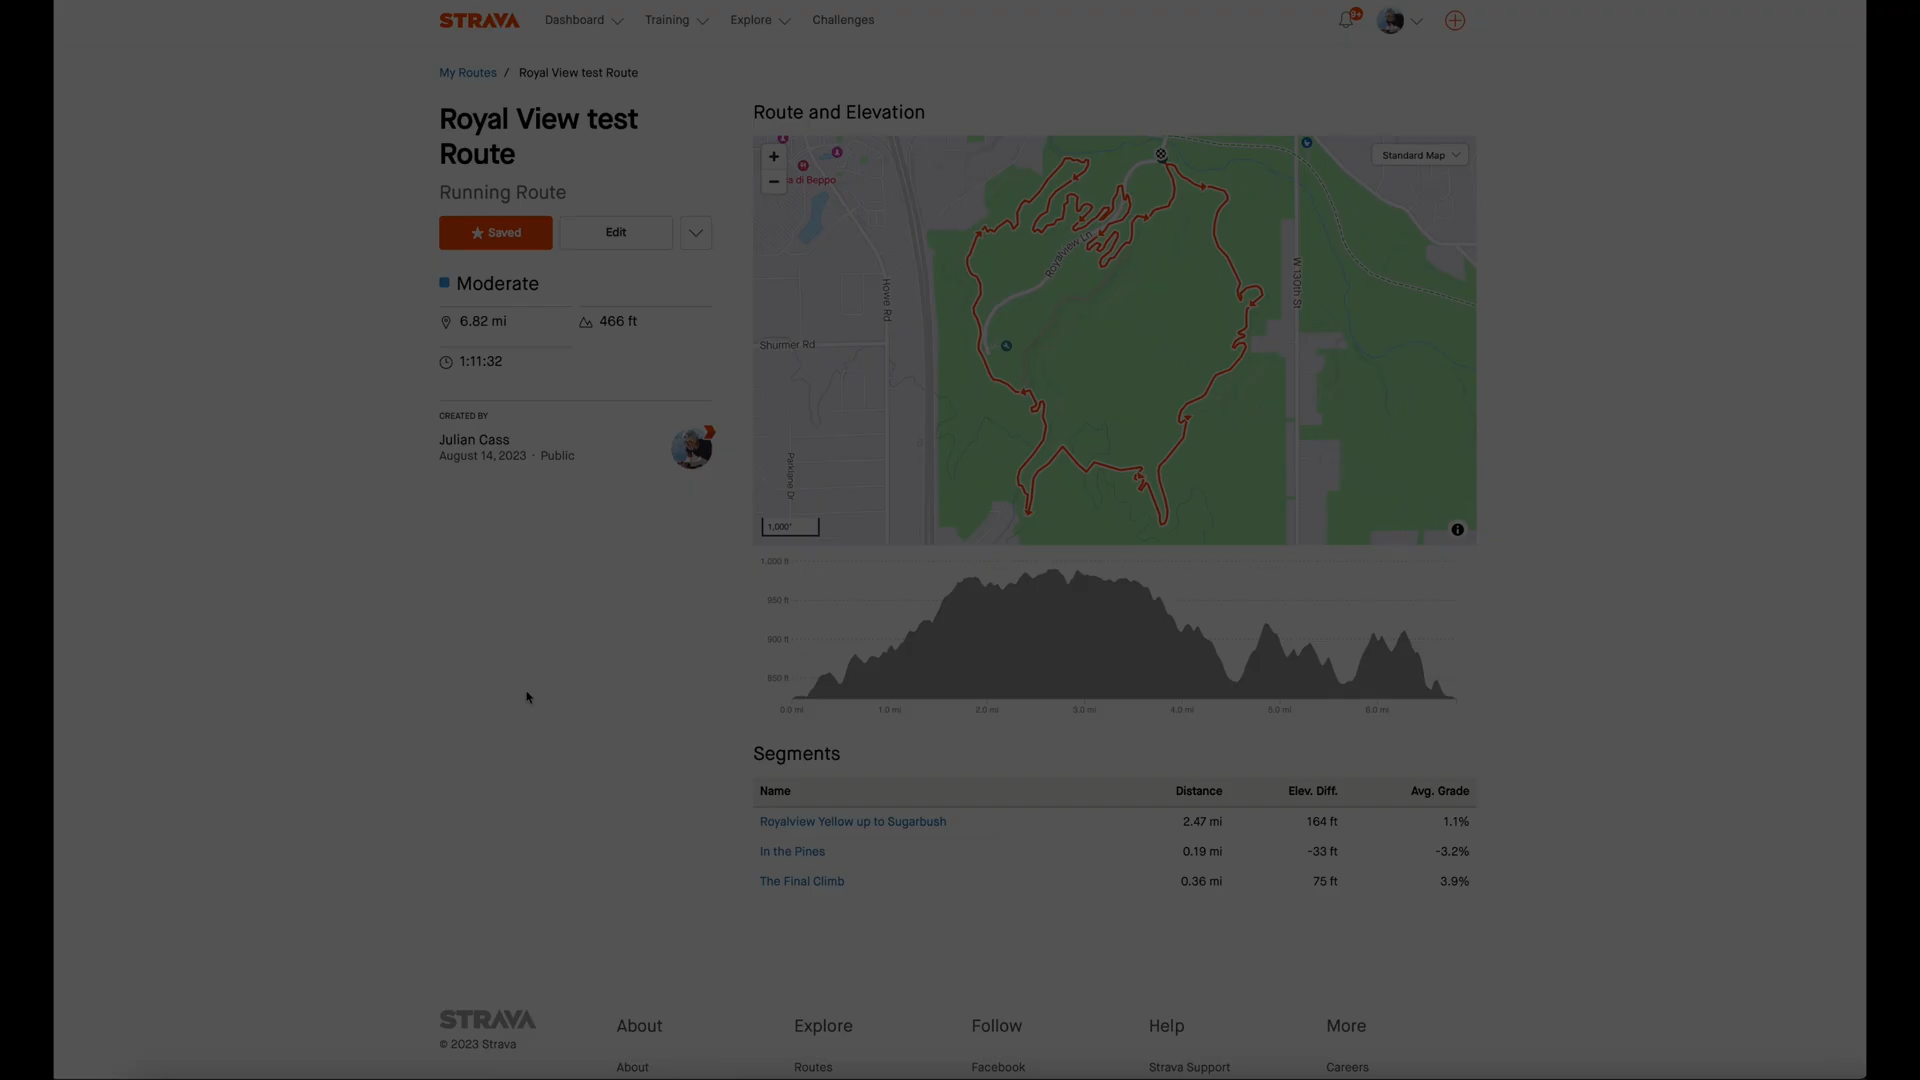 STRAVA Dashboard Training Explore Challenges 9+
My Routes / Royal View test Route
Royal View test
Route
Running Route
Saved Edit
Moderate
6.82 mi 466 ft
1:11:32
CREATED BY
Julian Cass
August 14, 2023 · Public
Route and Elevation
+
−
Standard Map
a di Beppo
Royalview Ln
Howe Rd
W 130th St
Shurmer Rd
Parklane Dr
1,000'
1,000 ft
950 ft
900 ft
850 ft
0.0 mi 1.0 mi 2.0 mi 3.0 mi 4.0 mi 5.0 mi 6.0 mi
Segments
Name Distance Elev. Diff. Avg. Grade
Royalview Yellow up to Sugarbush 2.47 mi 164 ft 1.1%
In the Pines 0.19 mi -33 ft -3.2%
The Final Climb 0.36 mi 75 ft 3.9%
STRAVA
© 2023 Strava
About Explore Follow Help More
About Routes Facebook Strava Support Careers